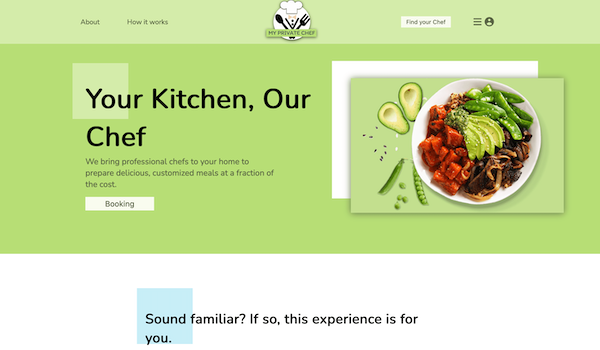 About
How it works
MY PRIVATE CHEF
Find your Chef
Your Kitchen, Our
Chef
We bring professional chefs to your home to
prepare delicious, customized meals at a fraction of
the cost.
Booking
Sound familiar? If so, this experience is for
you.